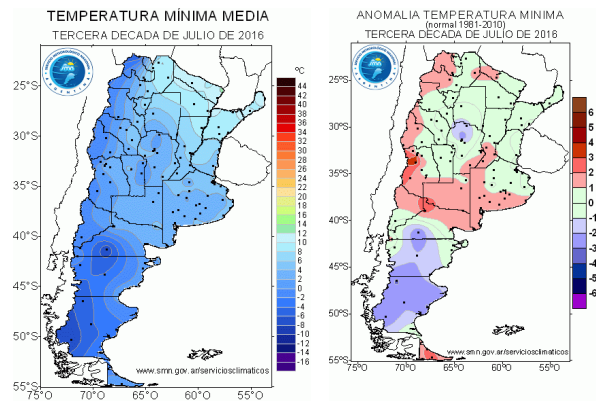 TEMPERATURA MÍNIMA MEDIA
TERCERA DECADA DE JULIO DE 2016
25°S
30°S
35°S
40°S
45°S
50°S
55°S
75°W
70°W
65°W
60°W
55°W
ºC
44
42
40
38
36
34
32
30
28
26
24
22
20
18
16
14
12
10
8
6
4
2
0
-2
-4
-6
-8
-10
-12
-14
-16
www.smn.gov.ar/serviciosclimaticos
ANOMALIA TEMPERATURA MINIMA
(normal 1981-2010)
TERCERA DECADA DE JULIO DE 2016
25°S
30°S
35°S
40°S
45°S
50°S
55°S
75°W
70°W
65°W
60°W
55°W
6
5
4
3
2
1
-1
-2
-3
-4
-5
-6
www.smn.gov.ar/serviciosclimaticos